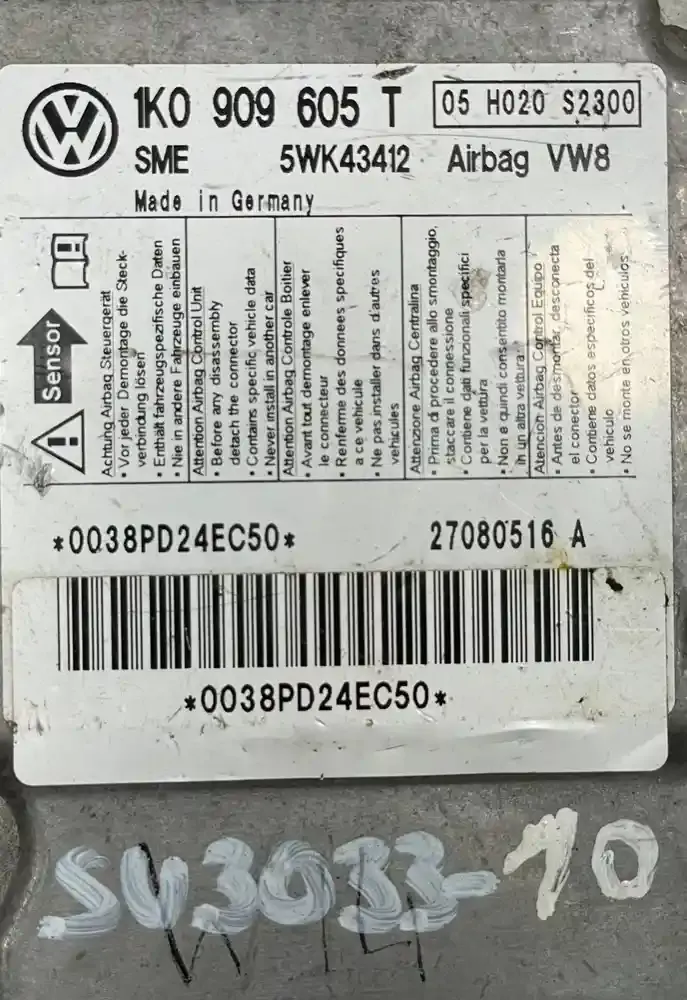 1K0 909 605 T 05 H020 S2300
SME 5WK43412 Airbag VW8
Made in Germany
Sensor
Achtung Airbag Steuergerät
• Vor jeder Demontage die Steck-
verbindung lösen
• Enthält fahrzeugspezifische Daten
• Nie in andere Fahrzeuge einbauen
Attention Airbag Control Unit
• Before any disassembly
detach the connector
• Contains specific vehicle data
• Never install in another car
Attention Airbag Controle Boitier
• Avant tout demontage enlever
le connecteur
• Renferme des donnees specifiques
a ce vehicule
• Ne pas installer dans d'autres
vehicules
Attenzione Airbag Centralina
• Prima di procedere allo smontaggio,
staccare il connessione
• Contiene dati funzionali specifici
per la vettura
• Non e quindi consentito montarla
in un altra vettura.
Atencion Airbag Control Equipo
• Antes de desmontar, desconecta
el conector
• Contiene datos especificos del
vehiculo
• No se monte en otros vehiculos.
*0038PD24EC50* 27080516 A
*0038PD24EC50*
SV3033-10